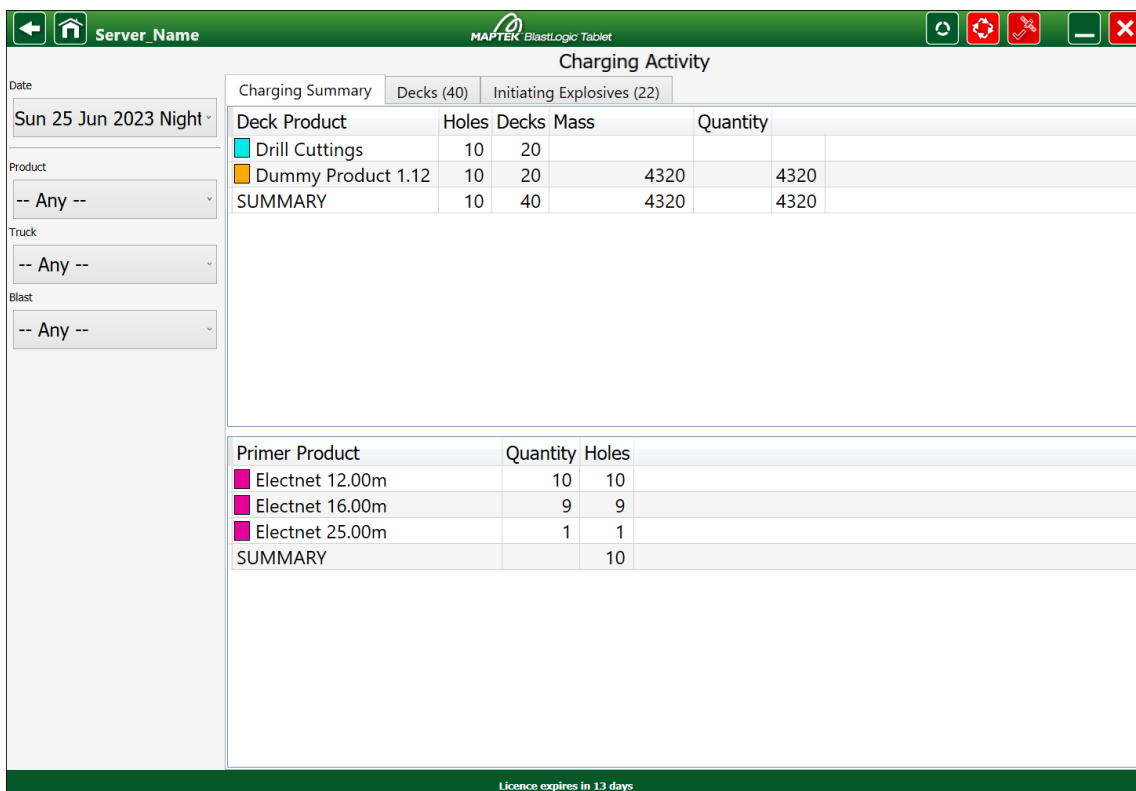 Server_Name
MAPTEK BlastLogic Tablet
Charging Activity
Date
Sun 25 Jun 2023 Night
Product
-- Any --
Truck
-- Any --
Blast
-- Any --
Charging Summary Decks (40) Initiating Explosives (22)
Deck Product Holes Decks Mass Quantity
Drill Cuttings 10 20
Dummy Product 1.12 10 20 4320 4320
SUMMARY 10 40 4320 4320
Primer Product Quantity Holes
Electnet 12.00m 10 10
Electnet 16.00m 9 9
Electnet 25.00m 1 1
SUMMARY 10
Licence expires in 13 days